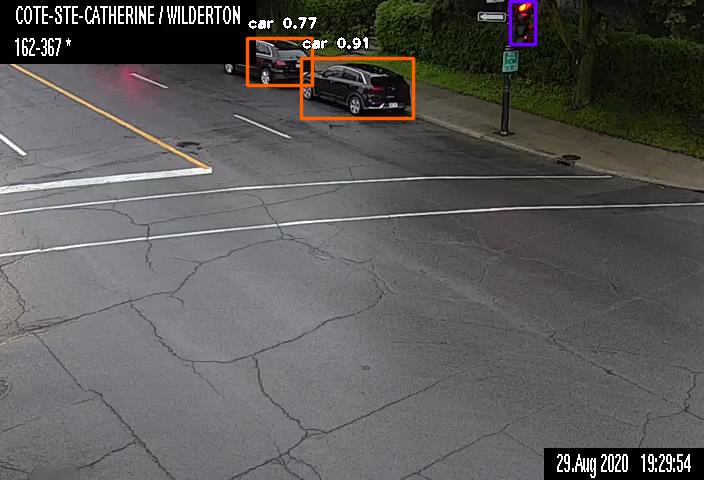 COTE-STE-CATHERINE / WILDERTON
162-367 *
car 0.77
car 0.91
29.Aug 2020 19:29:54